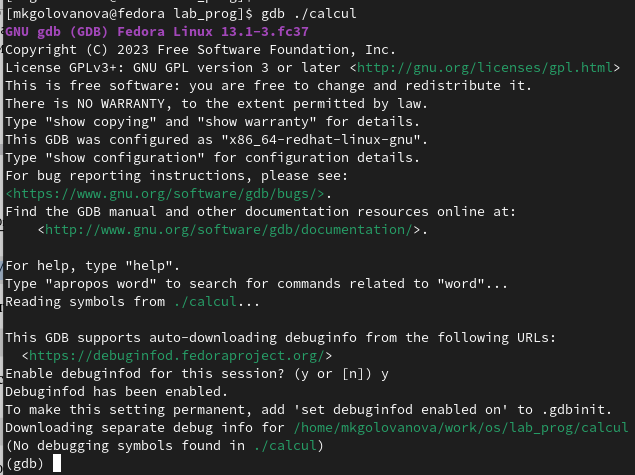 [mkgolovanova@fedora lab_prog]$ gdb ./calcul
GNU gdb (GDB) Fedora Linux 13.1-3.fc37
Copyright (C) 2023 Free Software Foundation, Inc.
License GPLv3+: GNU GPL version 3 or later <http://gnu.org/licenses/gpl.html>
This is free software: you are free to change and redistribute it.
There is NO WARRANTY, to the extent permitted by law.
Type "show copying" and "show warranty" for details.
This GDB was configured as "x86_64-redhat-linux-gnu".
Type "show configuration" for configuration details.
For bug reporting instructions, please see:
<https://www.gnu.org/software/gdb/bugs/>.
Find the GDB manual and other documentation resources online at:
    <http://www.gnu.org/software/gdb/documentation/>.

For help, type "help".
Type "apropos word" to search for commands related to "word"...
Reading symbols from ./calcul...

This GDB supports auto-downloading debuginfo from the following URLs:
  <https://debuginfod.fedoraproject.org/>
Enable debuginfod for this session? (y or [n]) y
Debuginfod has been enabled.
To make this setting permanent, add 'set debuginfod enabled on' to .gdbinit.
Downloading separate debug info for /home/mkgolovanova/work/os/lab_prog/calcul
(No debugging symbols found in ./calcul)
(gdb)